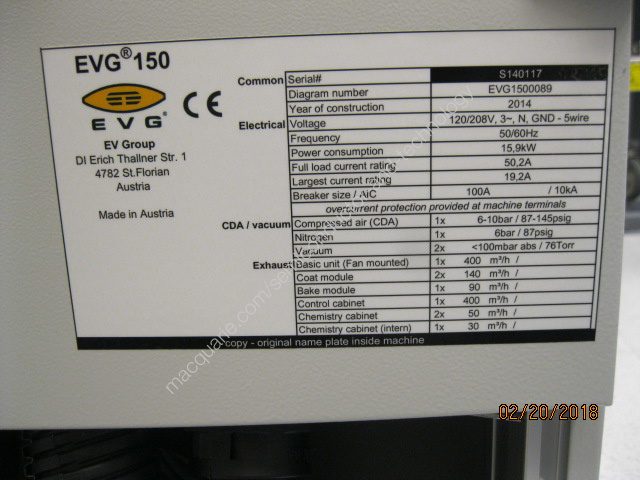 EVG®150
EVG®
EV Group
DI Erich Thallner Str. 1
4782 St.Florian
Austria
Made in Austria
CE
Common Serial# S140117
Diagram number EVG1500089
Year of construction 2014
Electrical Voltage 120/208V, 3~, N, GND - 5wire
Frequency 50/60Hz
Power consumption 15,9kW
Full load current rating 50,2A
Largest current rating 19,2A
Breaker size / AiC 100A / 10kA
overcurrent protection provided at machine terminals
CDA / vacuum Compressed air (CDA) 1x 6-10bar / 87-145psig
Nitrogen 1x 6bar / 87psig
Vacuum 2x <100mbar abs / 76Torr
Exhaust Basic unit (Fan mounted) 1x 400 m³/h /
Coat module 2x 140 m³/h /
Bake module 1x 90 m³/h /
Control cabinet 1x 400 m³/h /
Chemistry cabinet 2x 50 m³/h /
Chemistry cabinet (intern) 1x 30 m³/h /
copy - original name plate inside machine
02/20/2018